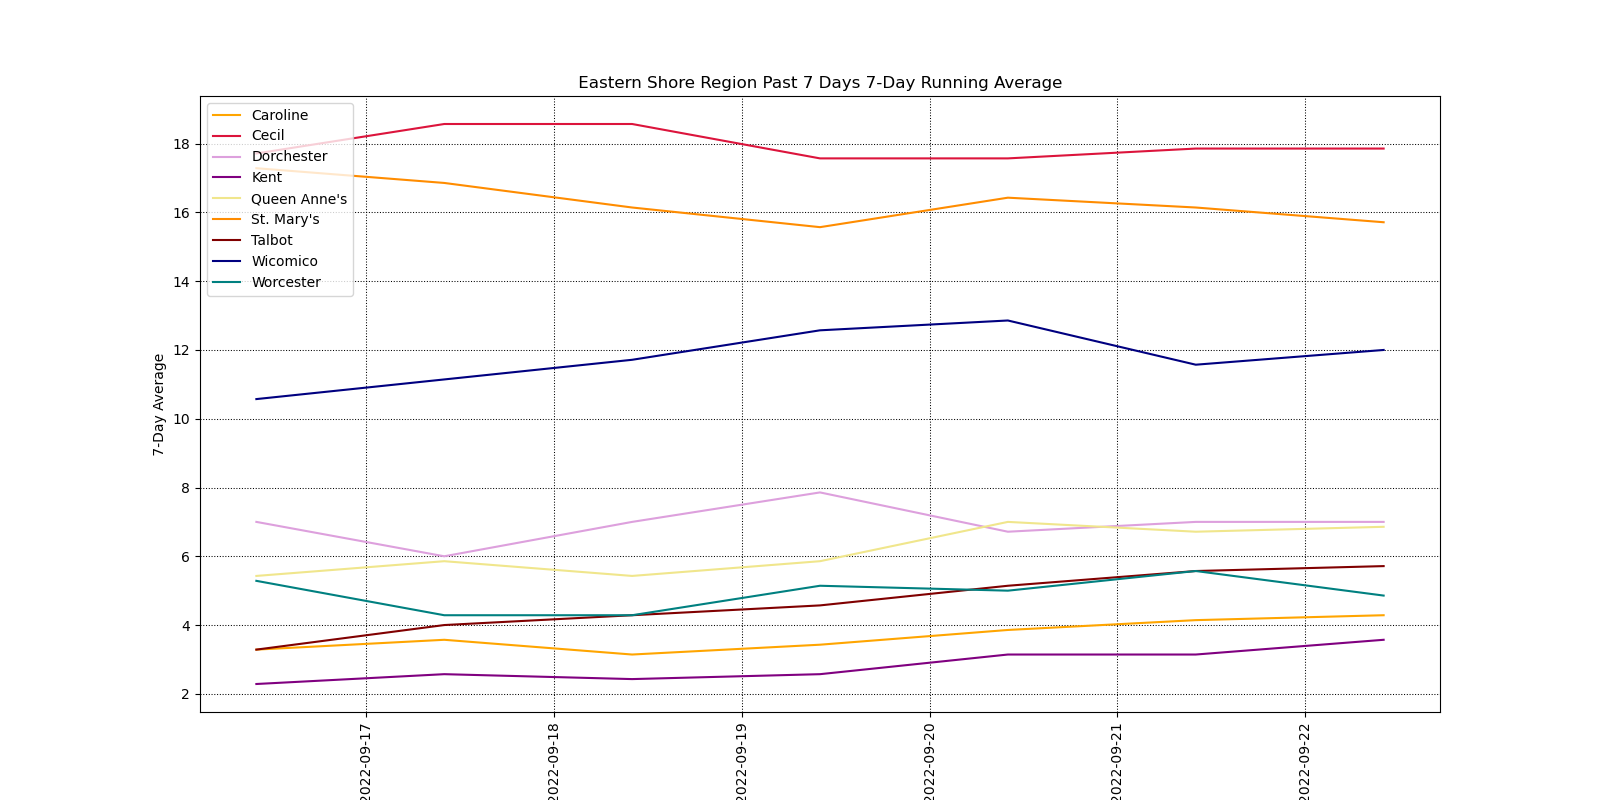 Eastern Shore Region Past 7 Days 7-Day Running Average
Caroline
Cecil
Dorchester
Kent
Queen Anne's
St. Mary's
Talbot
Wicomico
Worcester
7-Day Average
18
16
14
12
10
8
6
4
2
2022-09-17
2022-09-18
2022-09-19
2022-09-20
2022-09-21
2022-09-22